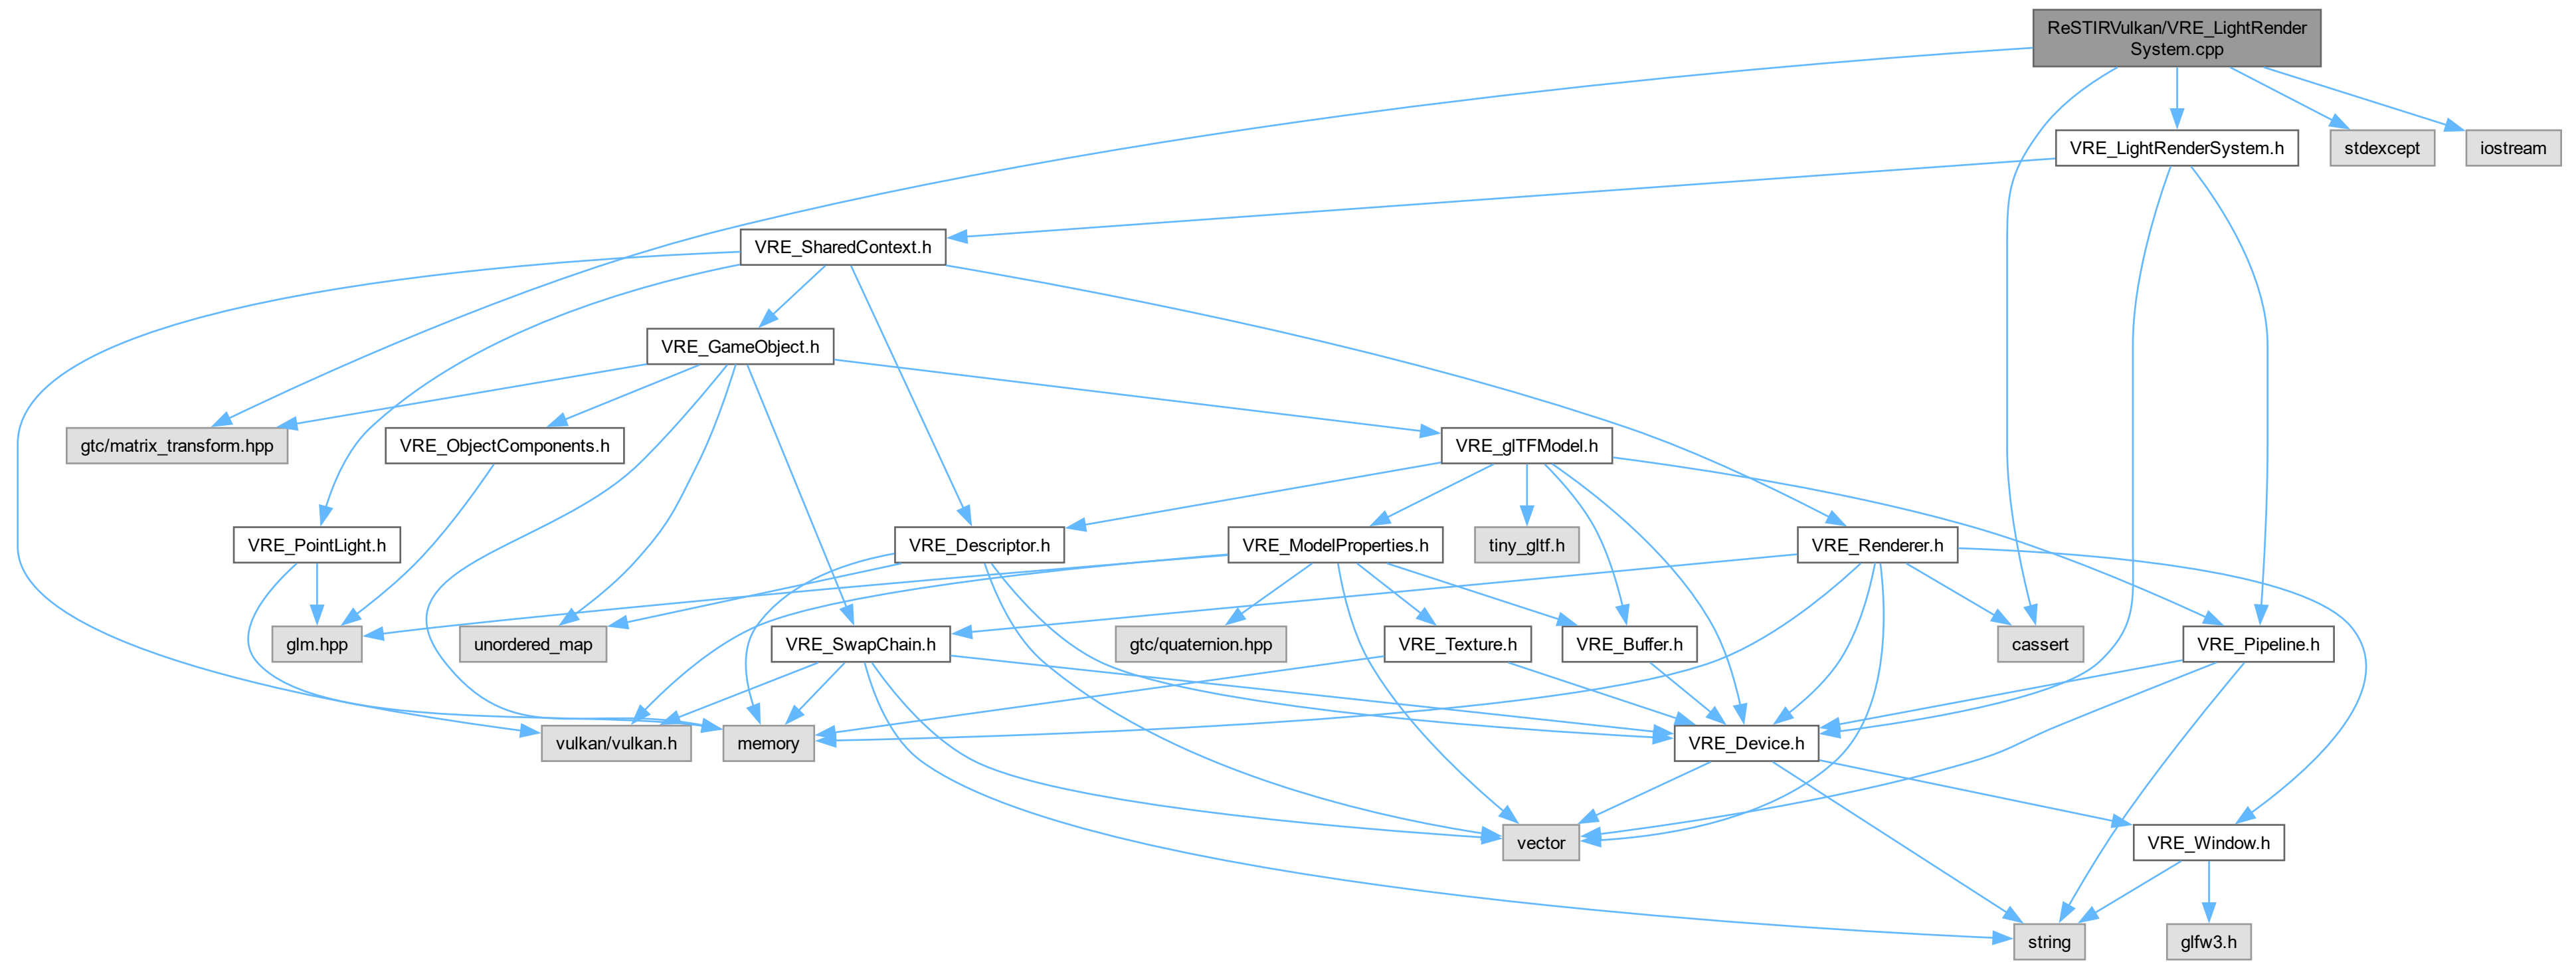 ReSTIRVulkan/VRE_LightRender
System.cpp
VRE_LightRenderSystem.h
stdexcept
iostream
VRE_SharedContext.h
VRE_GameObject.h
gtc/matrix_transform.hpp
VRE_ObjectComponents.h
VRE_glTFModel.h
VRE_PointLight.h
VRE_Descriptor.h
VRE_ModelProperties.h
tiny_gltf.h
VRE_Renderer.h
glm.hpp
unordered_map
VRE_SwapChain.h
gtc/quaternion.hpp
VRE_Texture.h
VRE_Buffer.h
cassert
VRE_Pipeline.h
vulkan/vulkan.h
memory
VRE_Device.h
vector
VRE_Window.h
string
glfw3.h